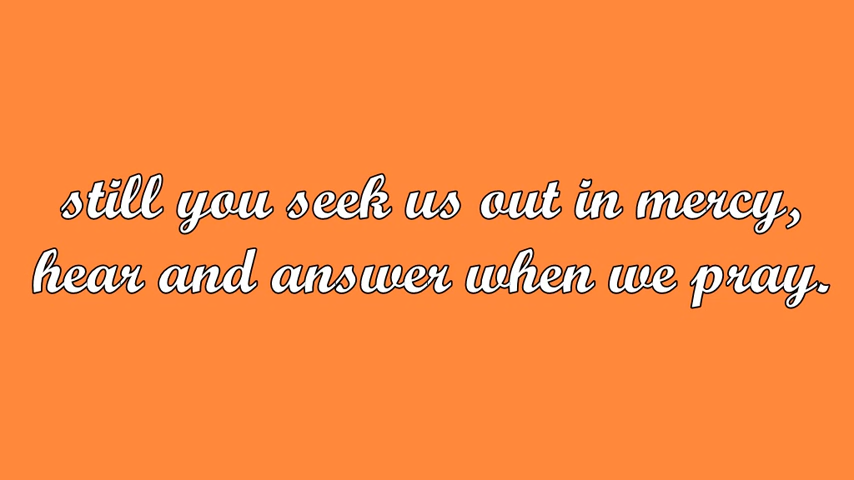 still you seek us out in mercy,
hear and answer when we pray.